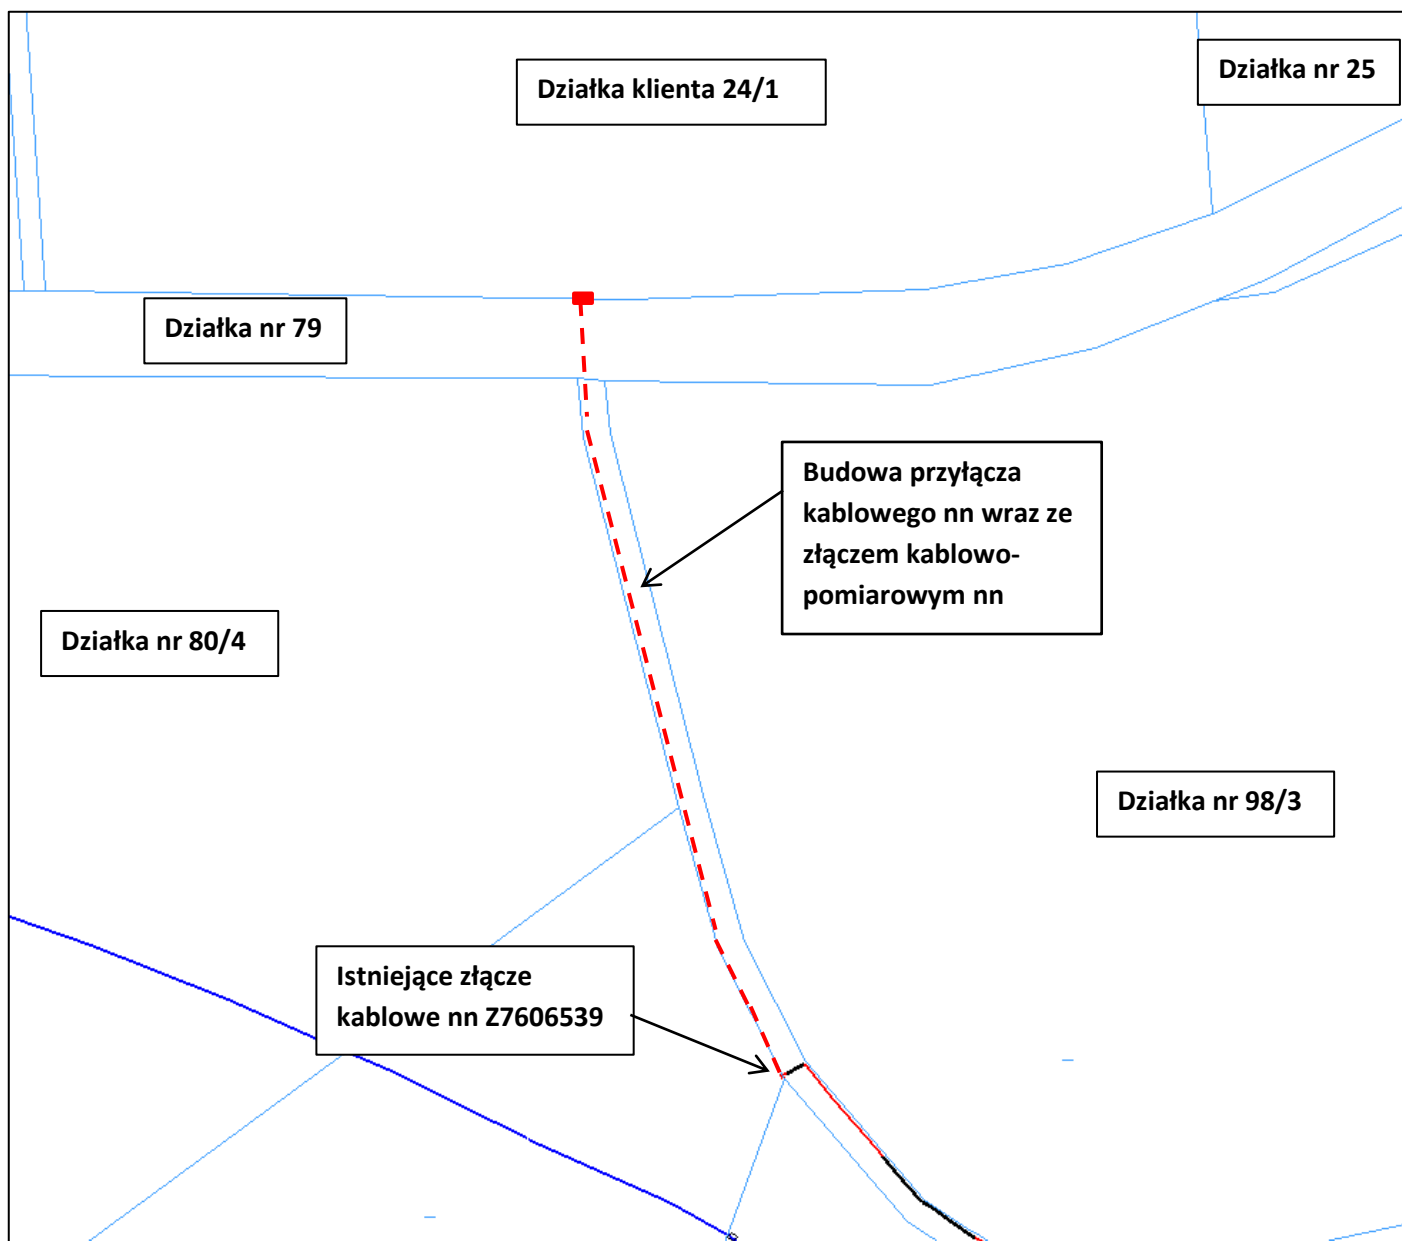 Działka klienta 24/1
Działka nr 25
Działka nr 79
Budowa przyłącza
kablowego nn wraz ze
złączem kablowo-
pomiarowym nn
Działka nr 80/4
Działka nr 98/3
Istniejące złącze
kablowe nn Z7606539